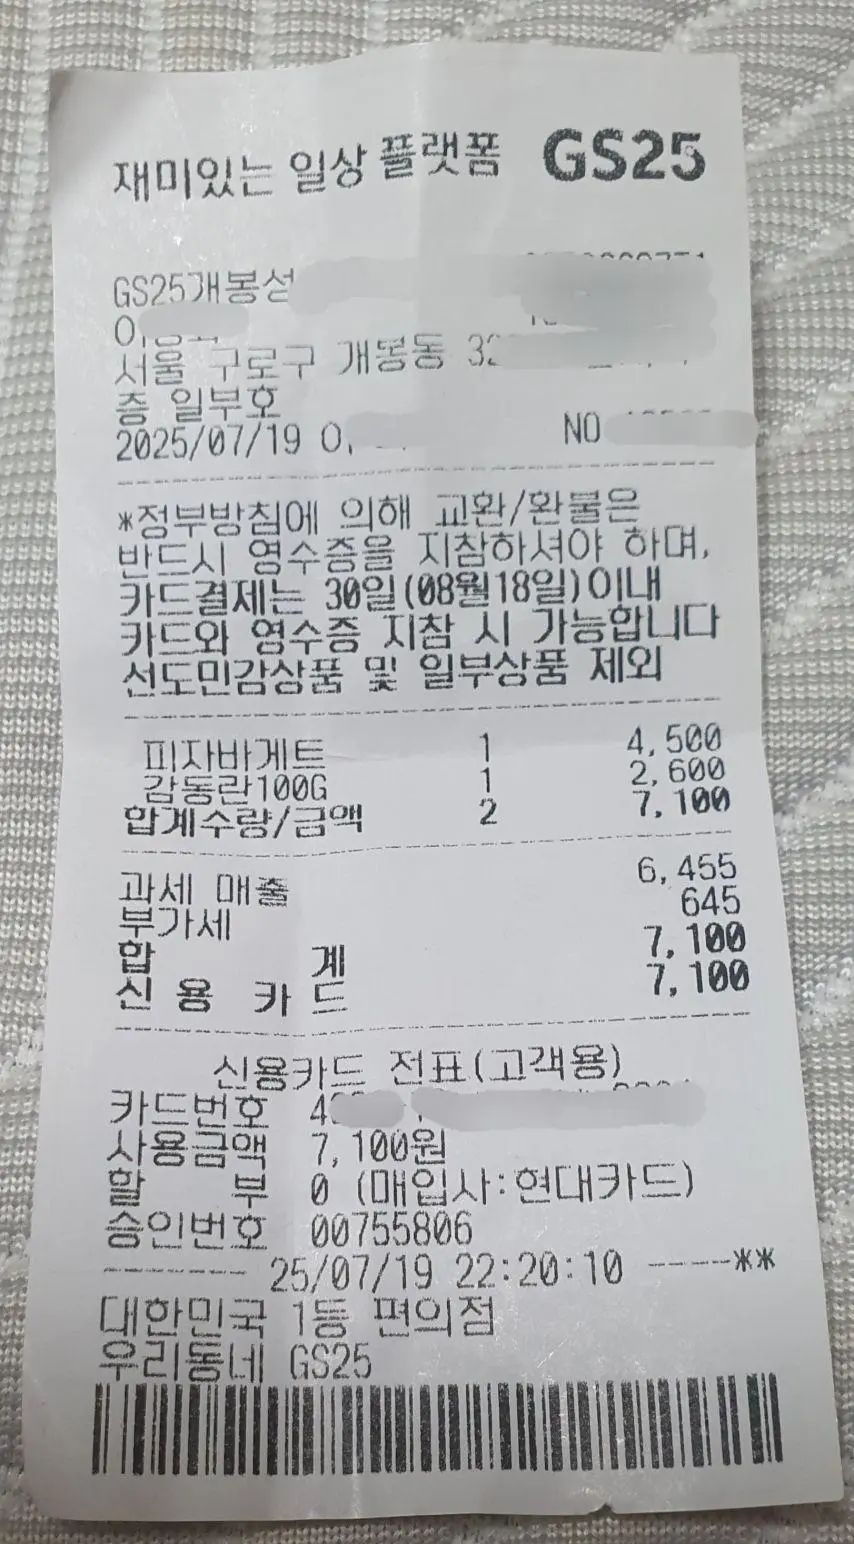 재미있는 일상 플랫폼 GS25
GS25개봉성
서울 구로구 개봉동
층 일부호
2025/07/19 NO
*정부방침에 의해 교환/환불은
반드시 영수증을 지참하셔야 하며,
카드결제는 30일(08월18일)이내
카드와 영수증 지참 시 가능합니다
선도민감상품 및 일부상품 제외
피자바게트 1 4,500
감동란100G 1 2,600
합계수량/금액 2 7,100
과세 매출 6,455
부가세 645
합 계 7,100
신 용 카 드 7,100
신용카드 전표(고객용)
카드번호
사용금액 7,100원
할 부 0 (매입사:현대카드)
승인번호 00755806
------- 25/07/19 22:20:10 -----**
대한민국 1등 편의점
우리동네 GS25